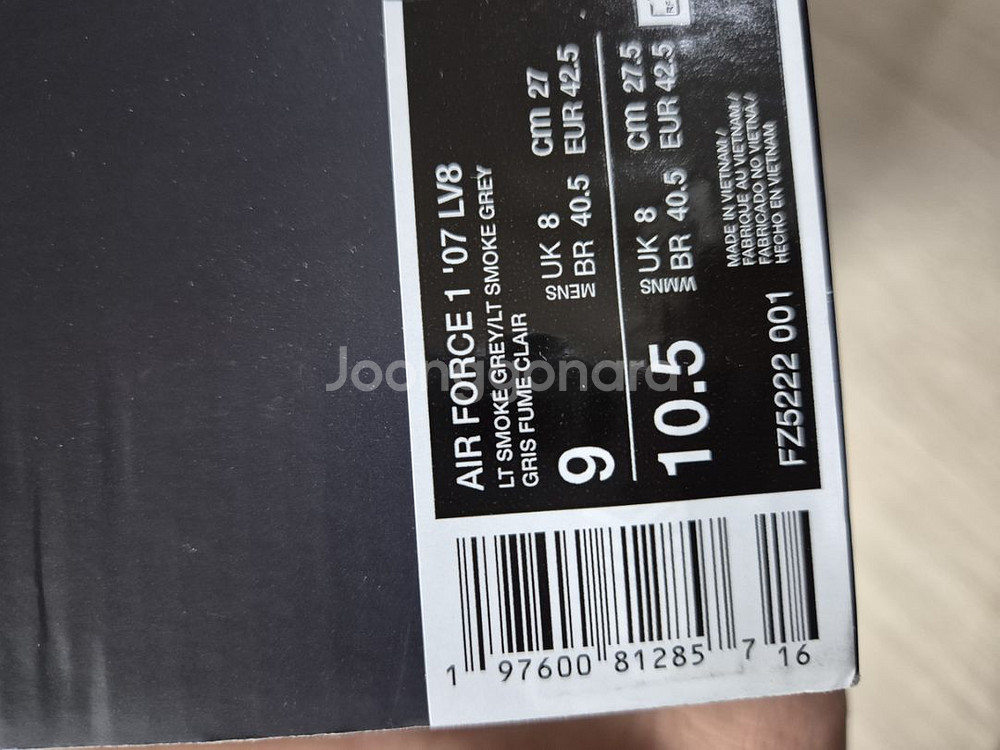 AIR FORCE 1 '07 LV8
LT SMOKE GREY/LT SMOKE GREY
GRIS FUME CLAIR
9
MENS
UK 8
BR 40.5
cm 27
EUR 42.5
10.5
WMNS
UK 8
BR 40.5
cm 27.5
EUR 42.5
FZ5222 001
MADE IN VIETNAM/
FABRIQUE AU VIETNAM/
FABRICADO NO VIETNA/
HECHO EN VIETNAM
1 97600 81285 7 16
Joonggonara